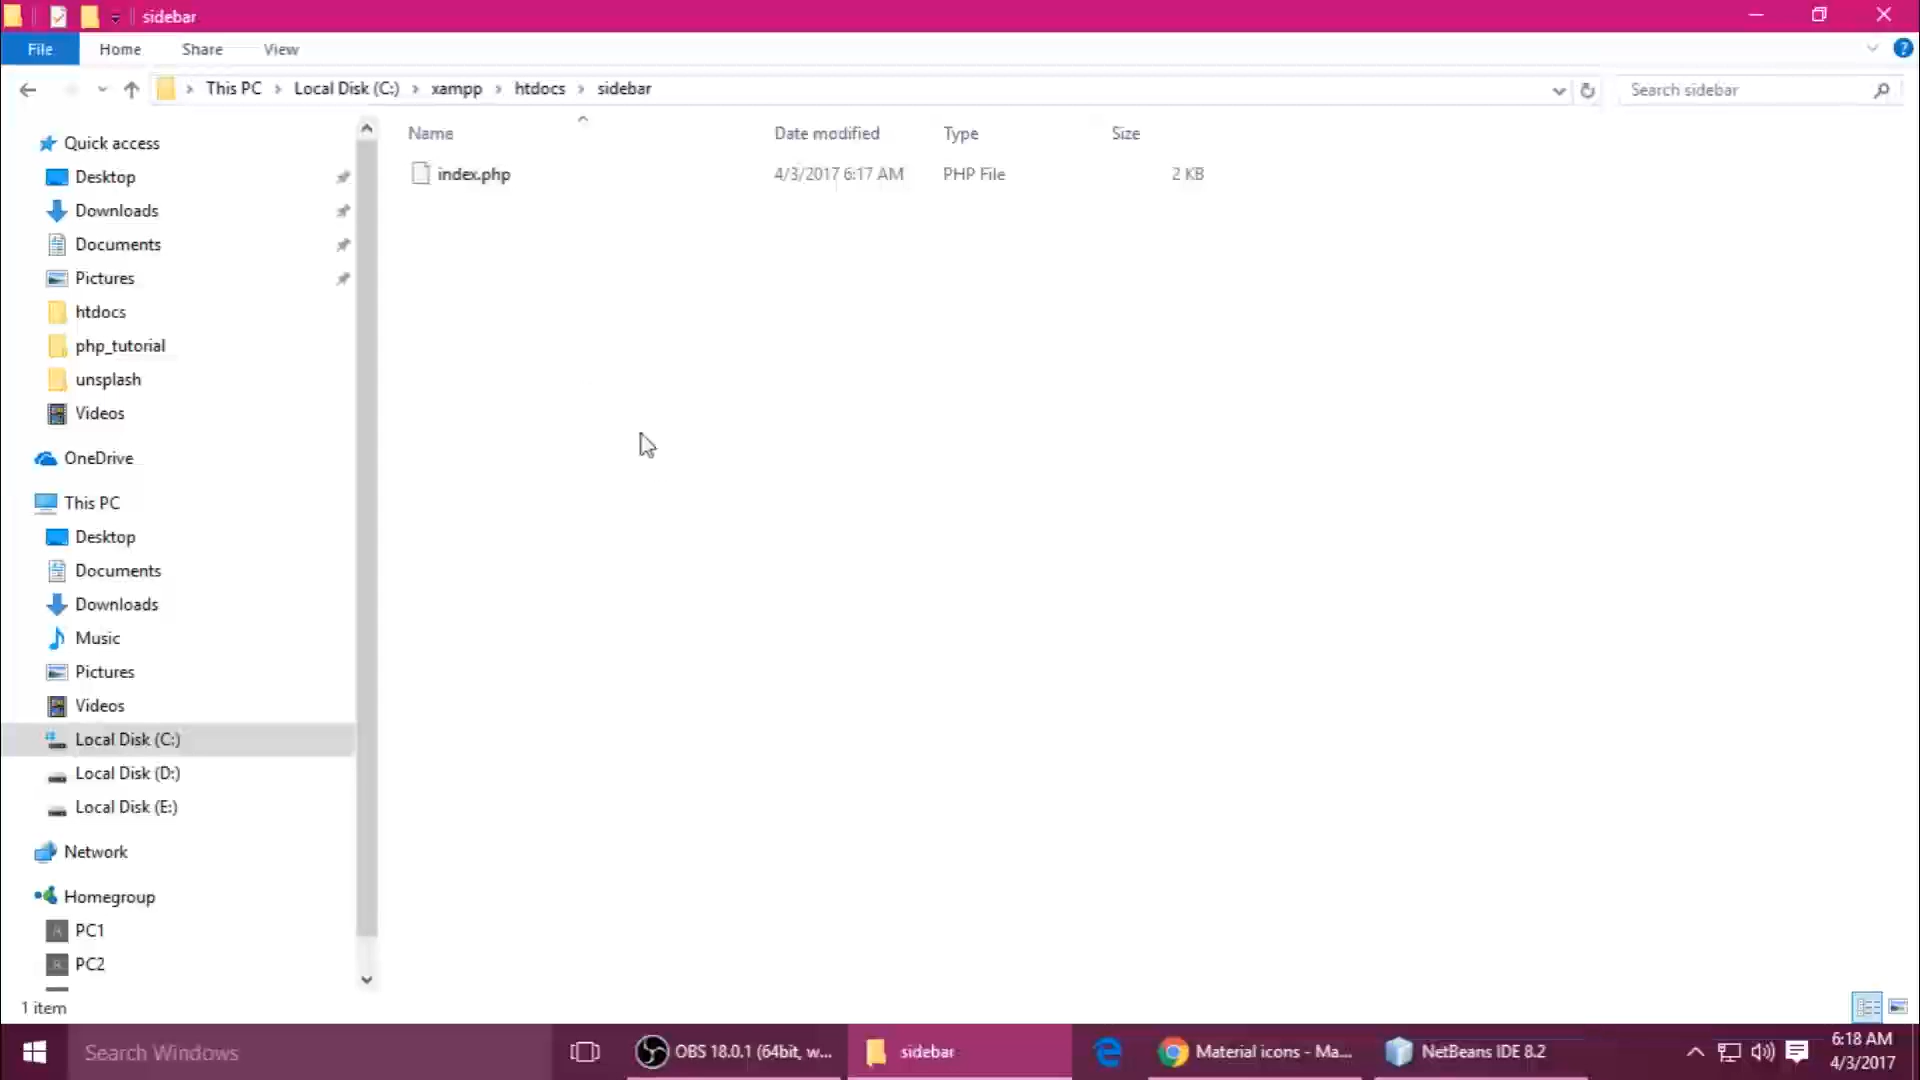 sidebar
File Home Share View
This PC Local Disk (C:) xampp htdocs sidebar
Search sidebar
Name Date modified Type Size
index.php 4/3/2017 6:17 AM PHP File 2 KB
Quick access
Desktop
Downloads
Documents
Pictures
htdocs
php_tutorial
unsplash
Videos
OneDrive
This PC
Desktop
Documents
Downloads
Music
Pictures
Videos
Local Disk (C:)
Local Disk (D:)
Local Disk (E:)
Network
Homegroup
PC1
PC2
1 item
Search Windows
OBS 18.0.1 (64bit, w...
sidebar
Material icons - Ma...
NetBeans IDE 8.2
6:18 AM
4/3/2017